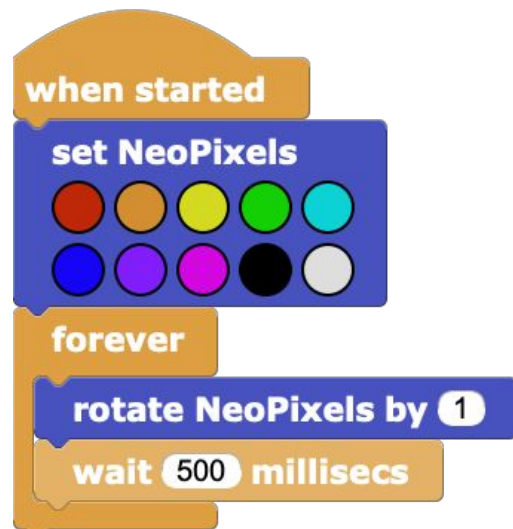 when started
set NeoPixels
forever
rotate NeoPixels by 1
wait 500 millisecs